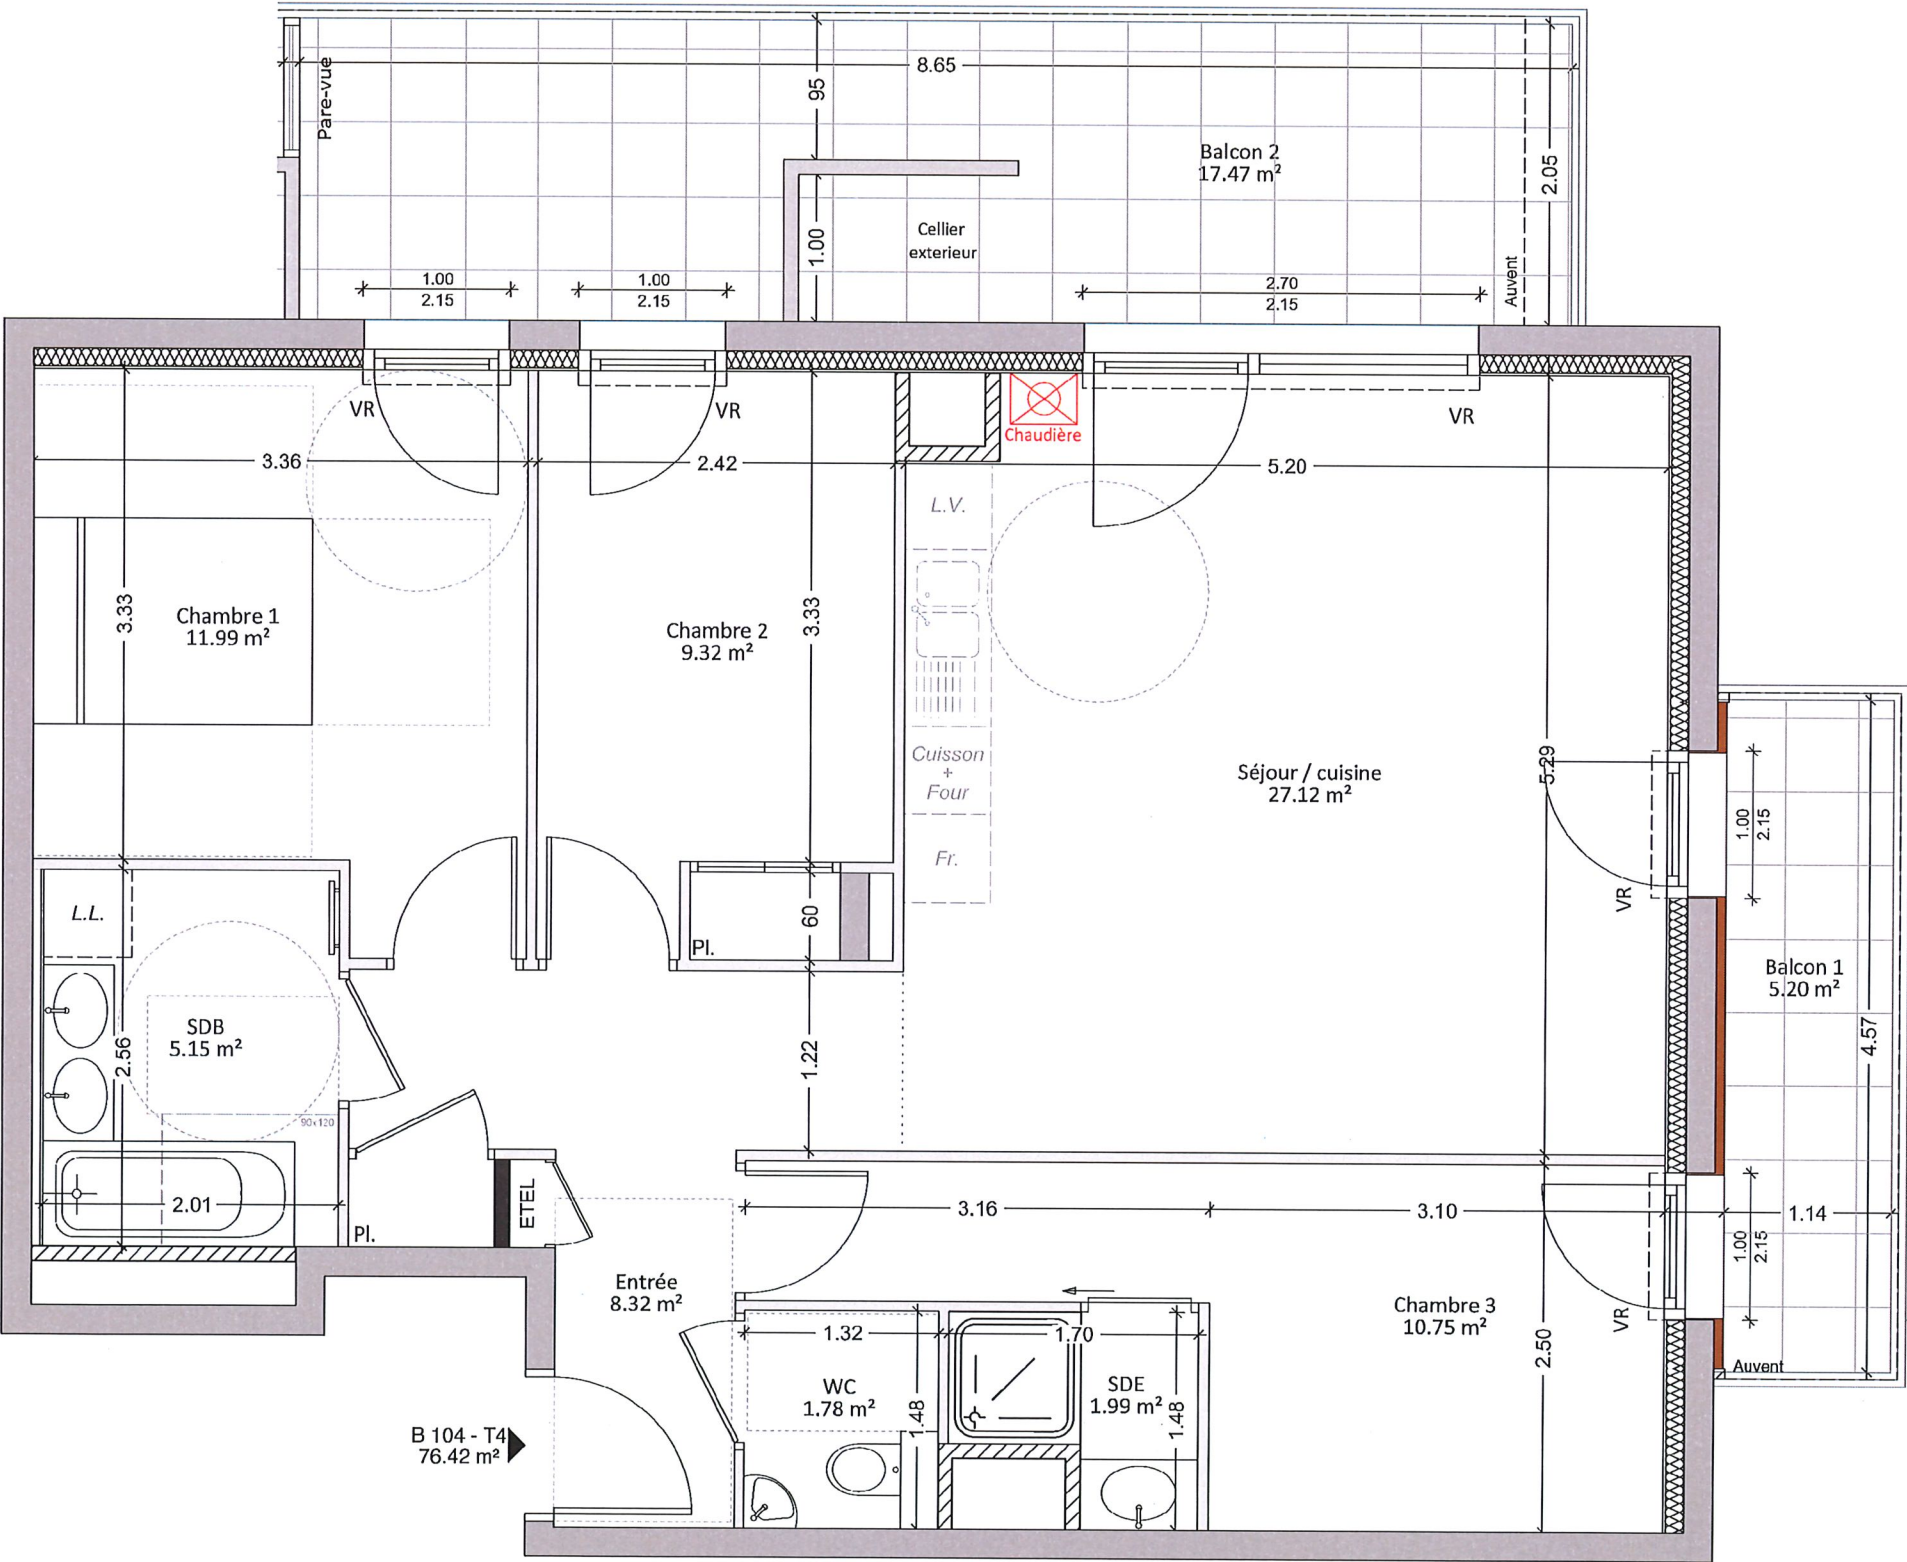 8.65
Pare-vue
95
Balcon 2
17.47 m²
2.05
1.00
Cellier
exterieur
Auvent
1.00
2.15
1.00
2.15
2.70
2.15
VR
VR
Chaudière
VR
3.36
2.42
5.20
L.V.
3.33
Chambre 1
11.99 m²
3.33
Chambre 2
9.32 m²
Cuisson
+
Four
Séjour / cuisine
27.12 m²
5.29
1.00
2.15
Fr.
VR
L.L.
60
Pl.
Balcon 1
5.20 m²
SDB
5.15 m²
2.56
1.22
4.57
90x120
2.01
Pl.
ETEL
3.16
3.10
1.14
1.00
2.15
Entrée
8.32 m²
Chambre 3
10.75 m²
VR
1.32
1.70
2.50
Auvent
WC
1.78 m²
1.48
SDE
1.99 m²
1.48
B 104 - T4
76.42 m²